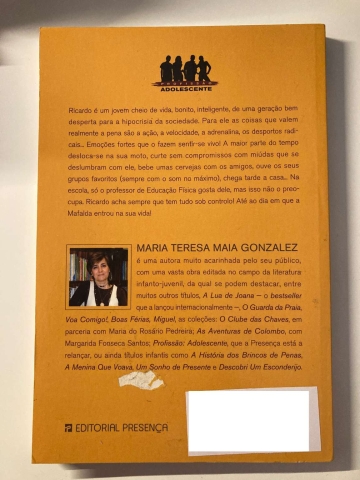 PROFISSÃO
ADOLESCENTE
Ricardo é um jovem cheio de vida, bonito, inteligente, de uma geração bem
desperta para a hipocrisia da sociedade. Para ele as coisas que valem
realmente a pena são a ação, a velocidade, a adrenalina, os desportos radi-
cais... Emoções fortes que o fazem sentir-se vivo! A maior parte do tempo
desloca-se na sua moto, curte sem compromissos com miúdas que se
deslumbram com ele, bebe umas cervejas com os amigos, ouve os seus
grupos favoritos (sempre com o som no máximo), chega tarde a casa... Na
escola, só o professor de Educação Física gosta dele, mas isso não o preo-
cupa. Ricardo acha sempre que tem tudo sob controlo! Até ao dia em que a
Mafalda entrou na sua vida!
MARIA TERESA MAIA GONZALEZ
é uma autora muito acarinhada pelo seu público,
com uma vasta obra editada no campo da literatura
infanto-juvenil, da qual se podem destacar, entre
muitos outros títulos, A Lua de Joana – o bestseller
que a lançou internacionalmente –, O Guarda da Praia,
Voa Comigo!, Boas Férias, Miguel, as coleções: O Clube das Chaves, em
parceria com Maria do Rosário Pedreira; As Aventuras de Colombo, com
Margarida Fonseca Santos; Profissão: Adolescente, que a Presença está a
relançar, ou ainda títulos infantis como A História dos Brincos de Penas,
A Menina Que Voava, Um Sonho de Presente e Descobri Um Esconderijo.
EDITORIAL PRESENÇA